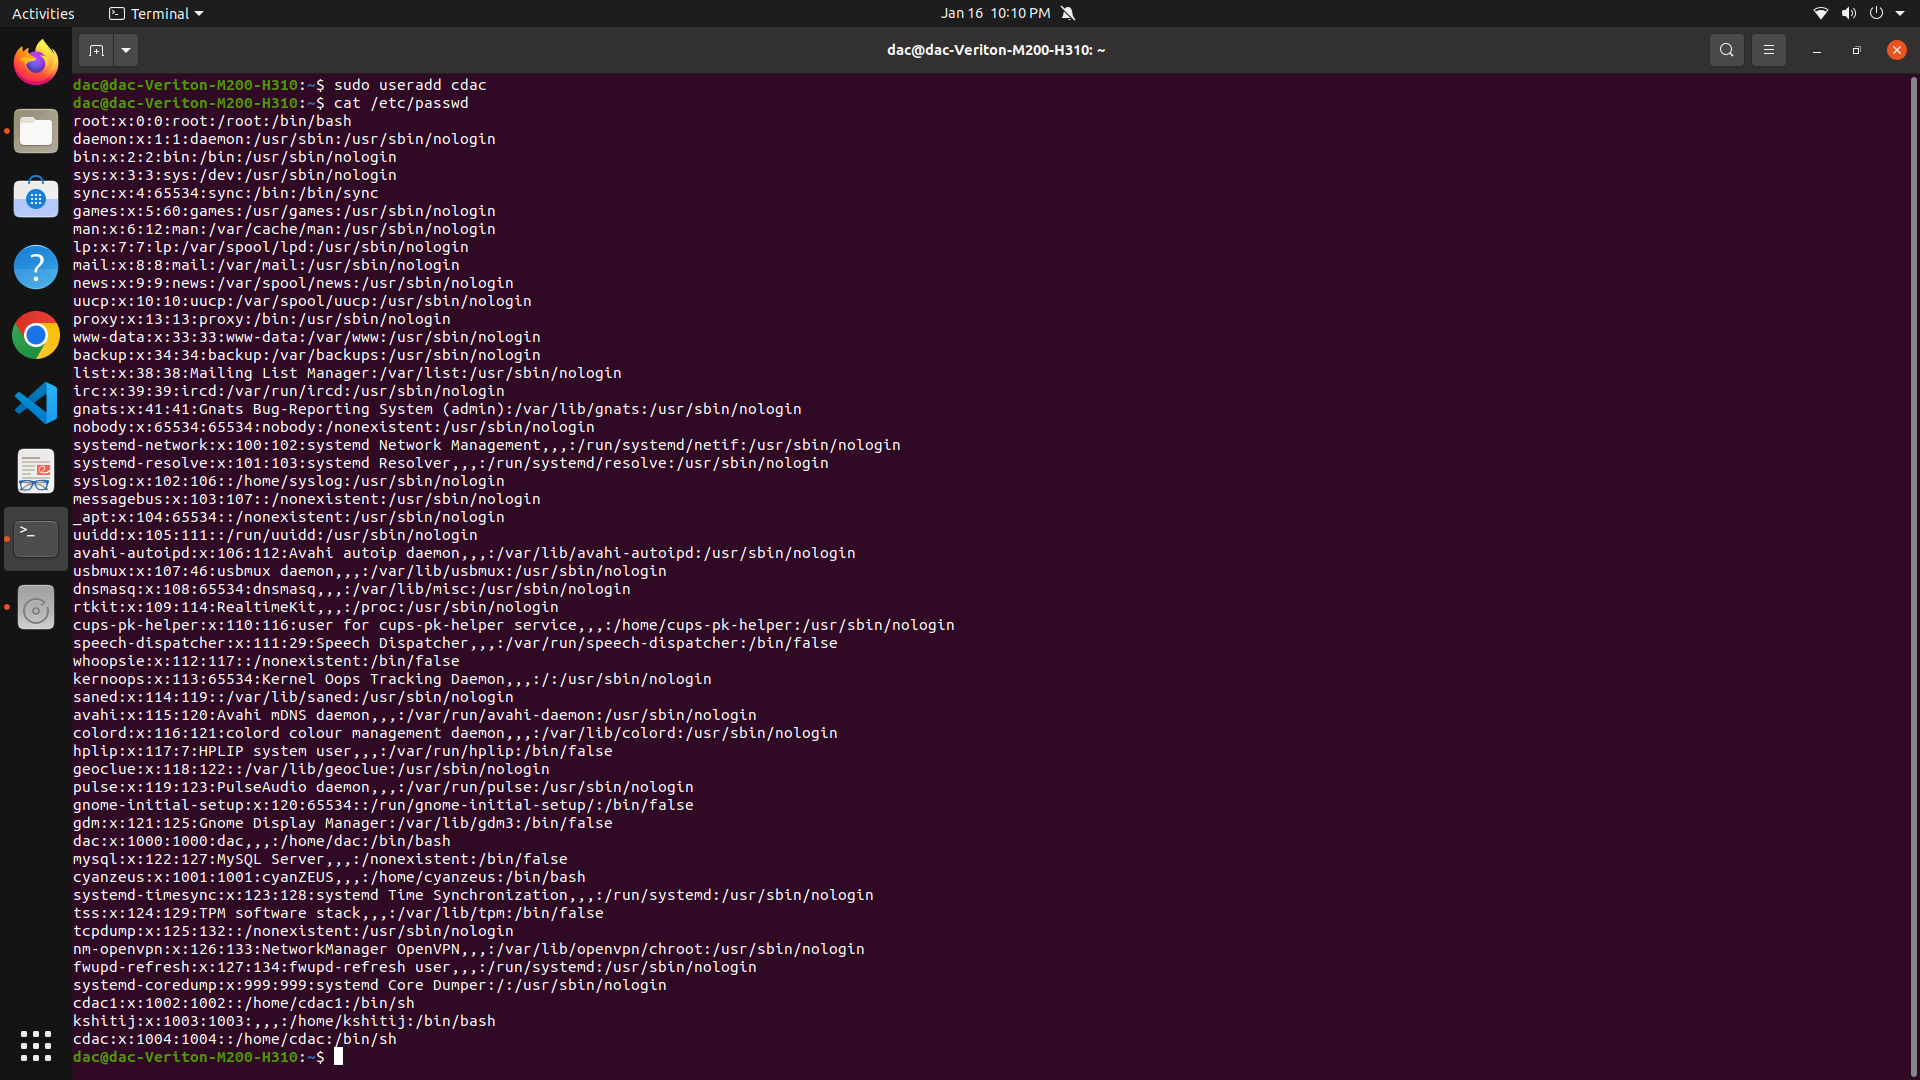 Activities
Terminal
Jan 16 10:10 PM
dac@dac-Veriton-M200-H310: ~
dac@dac-Veriton-M200-H310:~$ sudo useradd cdac
dac@dac-Veriton-M200-H310:~$ cat /etc/passwd
root:x:0:0:root:/root:/bin/bash
daemon:x:1:1:daemon:/usr/sbin:/usr/sbin/nologin
bin:x:2:2:bin:/bin:/usr/sbin/nologin
sys:x:3:3:sys:/dev:/usr/sbin/nologin
sync:x:4:65534:sync:/bin:/bin/sync
games:x:5:60:games:/usr/games:/usr/sbin/nologin
man:x:6:12:man:/var/cache/man:/usr/sbin/nologin
lp:x:7:7:lp:/var/spool/lpd:/usr/sbin/nologin
mail:x:8:8:mail:/var/mail:/usr/sbin/nologin
news:x:9:9:news:/var/spool/news:/usr/sbin/nologin
uucp:x:10:10:uucp:/var/spool/uucp:/usr/sbin/nologin
proxy:x:13:13:proxy:/bin:/usr/sbin/nologin
www-data:x:33:33:www-data:/var/www:/usr/sbin/nologin
backup:x:34:34:backup:/var/backups:/usr/sbin/nologin
list:x:38:38:Mailing List Manager:/var/list:/usr/sbin/nologin
irc:x:39:39:ircd:/var/run/ircd:/usr/sbin/nologin
gnats:x:41:41:Gnats Bug-Reporting System (admin):/var/lib/gnats:/usr/sbin/nologin
nobody:x:65534:65534:nobody:/nonexistent:/usr/sbin/nologin
systemd-network:x:100:102:systemd Network Management,,,:/run/systemd/netif:/usr/sbin/nologin
systemd-resolve:x:101:103:systemd Resolver,,,:/run/systemd/resolve:/usr/sbin/nologin
syslog:x:102:106::/home/syslog:/usr/sbin/nologin
messagebus:x:103:107::/nonexistent:/usr/sbin/nologin
_apt:x:104:65534::/nonexistent:/usr/sbin/nologin
uuidd:x:105:111::/run/uuidd:/usr/sbin/nologin
avahi-autoipd:x:106:112:Avahi autoip daemon,,,:/var/lib/avahi-autoipd:/usr/sbin/nologin
usbmux:x:107:46:usbmux daemon,,,:/var/lib/usbmux:/usr/sbin/nologin
dnsmasq:x:108:65534:dnsmasq,,,:/var/lib/misc:/usr/sbin/nologin
rtkit:x:109:114:RealtimeKit,,,:/proc:/usr/sbin/nologin
cups-pk-helper:x:110:116:user for cups-pk-helper service,,,:/home/cups-pk-helper:/usr/sbin/nologin
speech-dispatcher:x:111:29:Speech Dispatcher,,,:/var/run/speech-dispatcher:/bin/false
whoopsie:x:112:117::/nonexistent:/bin/false
kernoops:x:113:65534:Kernel Oops Tracking Daemon,,,:/:/usr/sbin/nologin
saned:x:114:119::/var/lib/saned:/usr/sbin/nologin
avahi:x:115:120:Avahi mDNS daemon,,,:/var/run/avahi-daemon:/usr/sbin/nologin
colord:x:116:121:colord colour management daemon,,,:/var/lib/colord:/usr/sbin/nologin
hplip:x:117:7:HPLIP system user,,,:/var/run/hplip:/bin/false
geoclue:x:118:122::/var/lib/geoclue:/usr/sbin/nologin
pulse:x:119:123:PulseAudio daemon,,,:/var/run/pulse:/usr/sbin/nologin
gnome-initial-setup:x:120:65534::/run/gnome-initial-setup/:/bin/false
gdm:x:121:125:Gnome Display Manager:/var/lib/gdm3:/bin/false
dac:x:1000:1000:dac,,,:/home/dac:/bin/bash
mysql:x:122:127:MySQL Server,,,:/nonexistent:/bin/false
cyanzeus:x:1001:1001:cyanZEUS,,,:/home/cyanzeus:/bin/bash
systemd-timesync:x:123:128:systemd Time Synchronization,,,:/run/systemd:/usr/sbin/nologin
tss:x:124:129:TPM software stack,,,:/var/lib/tpm:/bin/false
tcpdump:x:125:132::/nonexistent:/usr/sbin/nologin
nm-openvpn:x:126:133:NetworkManager OpenVPN,,,:/var/lib/openvpn/chroot:/usr/sbin/nologin
fwupd-refresh:x:127:134:fwupd-refresh user,,,:/run/systemd:/usr/sbin/nologin
systemd-coredump:x:999:999:systemd Core Dumper:/:/usr/sbin/nologin
cdac1:x:1002:1002::/home/cdac1:/bin/sh
kshitij:x:1003:1003:,,,:/home/kshitij:/bin/bash
cdac:x:1004:1004::/home/cdac:/bin/sh
dac@dac-Veriton-M200-H310:~$